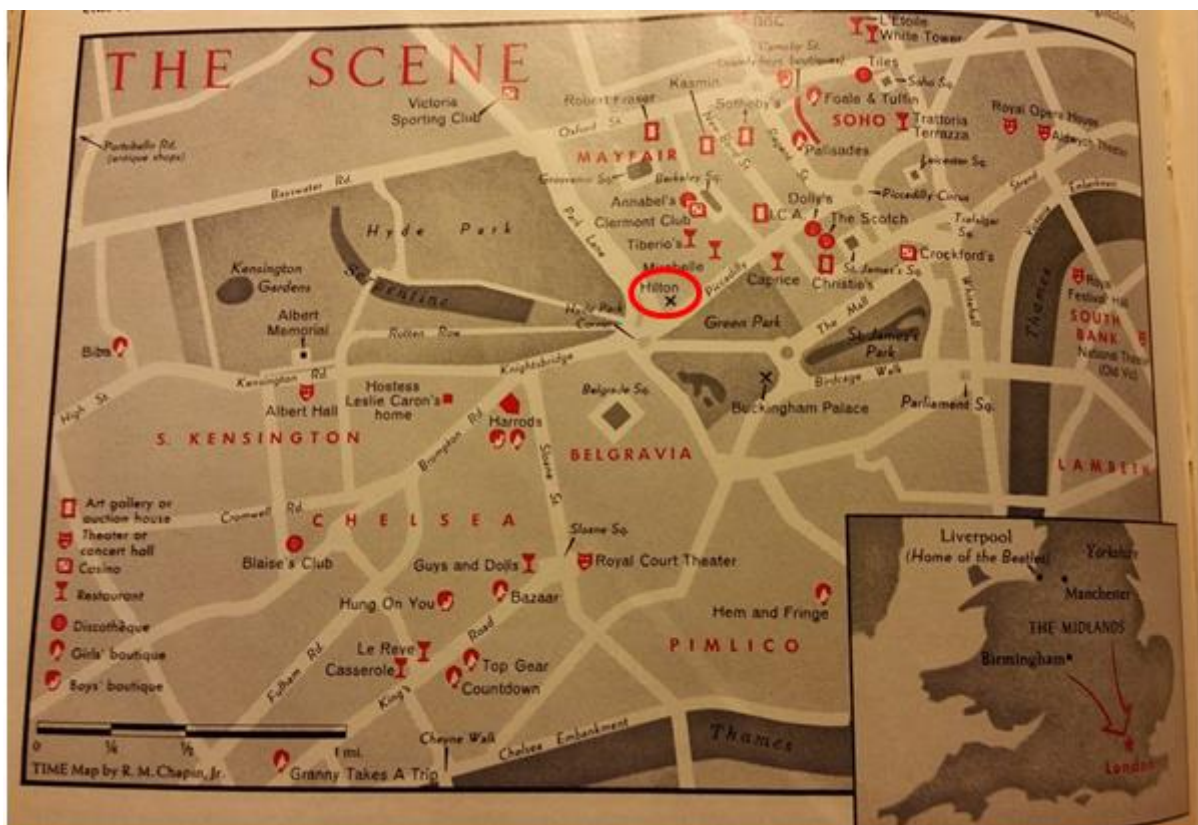 THE SCENE
L'Etoile
White Tower
Tiles
Soho Sq.
Kasmin
Victoria
Sporting Club
Robert Fraser
Sotheby's
Foale & Tuffin
SOHO
Trattoria
Terrazza
Royal Opera House
Aldwych Theater
Oxford St.
New Bond St.
Palisades
Portobello Rd.
(antique shops)
MAYFAIR
Grosvenor Sq.
Berkeley Sq.
Leicester Sq.
Piccadilly Circus
Strand
Embankment
Bayswater Rd.
Annabel's
Clermont Club
Dolly's
I.C.A.
The Scotch
Trafalgar
Sq.
Park Lane
Hyde Park
Tiberio's
Mirabelle
Piccadilly
Caprice
Christie's
St. James's Sq.
Crockford's
Kensington
Gardens
Serpentine
Hilton
Whitehall
Thames
Royal
Festival Hall
SOUTH
BANK
National Theater
(Old Vic)
Albert
Memorial
Hyde Park
Corner
Rotten Row
Green Park
The Mall
St. James's
Park
Biba
Kensington Rd.
Knightsbridge
Birdcage Walk
High St.
Albert Hall
Hostess
Leslie Caron's
home
Belgrade Sq.
Buckingham Palace
Parliament Sq.
Harrods
S. KENSINGTON
Brompton Rd.
Sloane St.
BELGRAVIA
LAMBETH
Cromwell Rd.
CHELSEA
Sloane Sq.
Art gallery or
auction house
Theater or
concert hall
Casino
Restaurant
Discothèque
Girls' boutique
Boys' boutique
Blaise's Club
Guys and Dolls
Royal Court Theater
Hung On You
Bazaar
Hem and Fringe
PIMLICO
Le Reve
Casserole
Top Gear
Countdown
Fulham Rd.
King's Road
Cheyne Walk
Chelsea Embankment
Thames
0 ¼ ½ 1 mi.
TIME Map by R. M. Chapin, Jr.
Granny Takes A Trip
Liverpool
(Home of the Beatles)
Yorkshire
Manchester
THE MIDLANDS
Birmingham
London